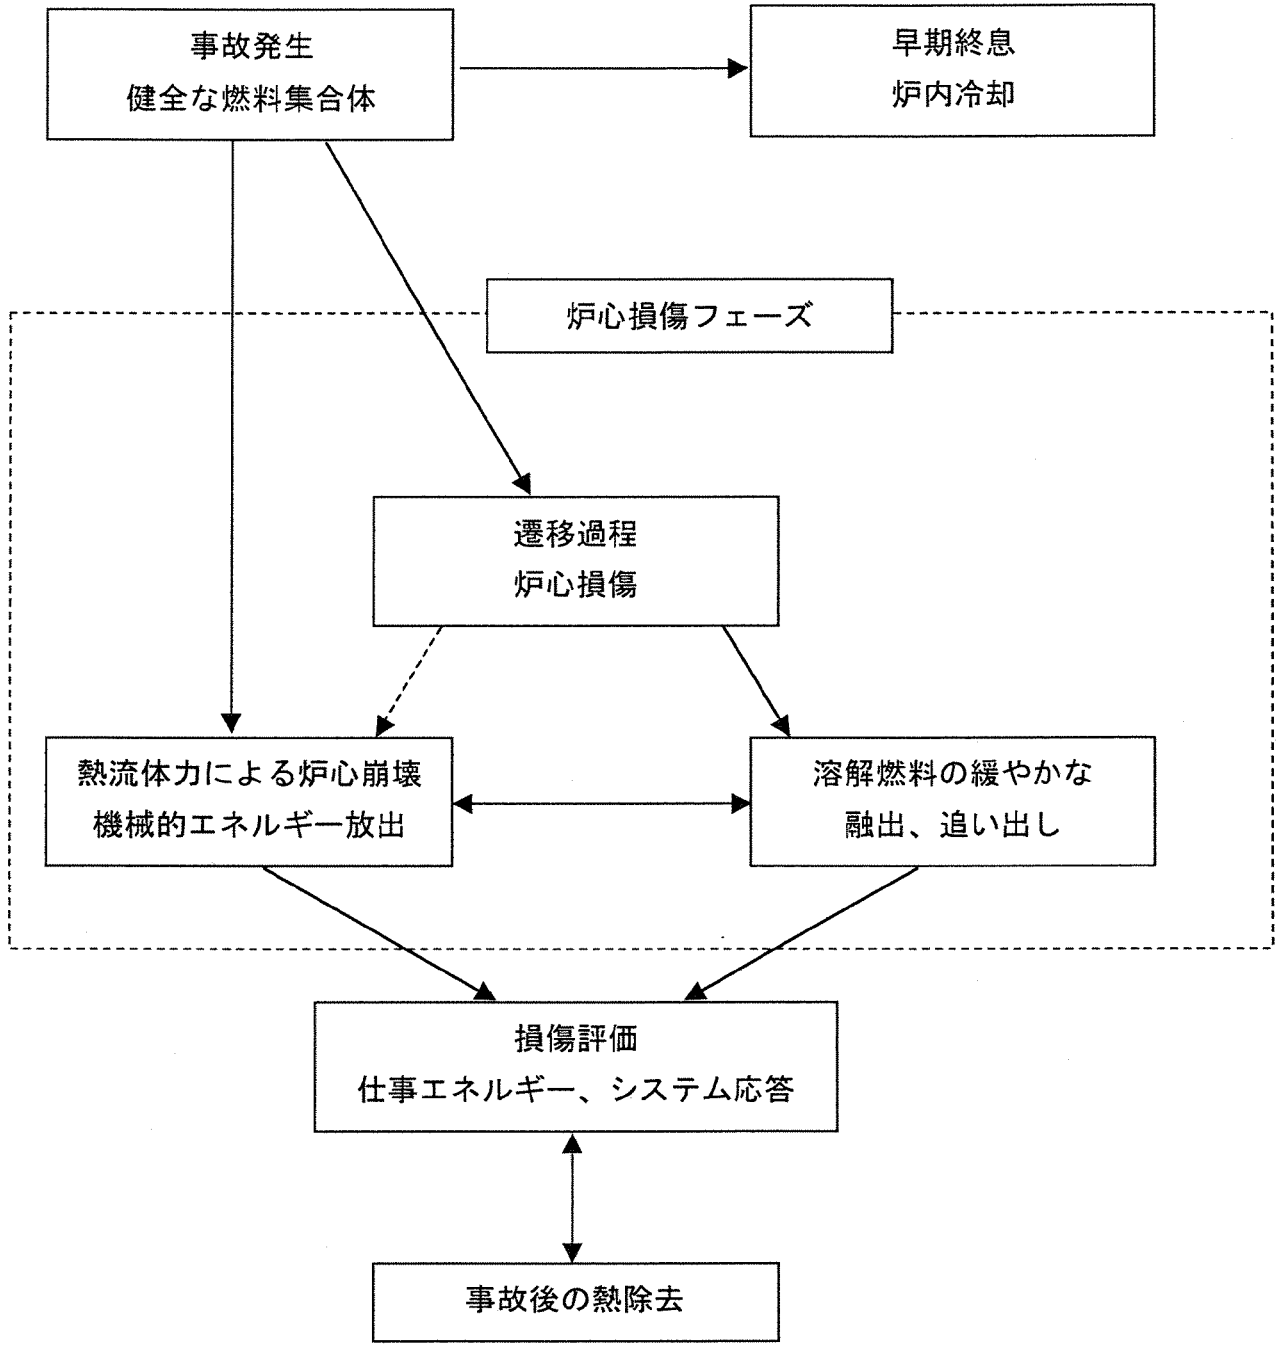 事故発生
健全な燃料集合体
早期終息
炉内冷却
炉心損傷フェーズ
遷移過程
炉心損傷
熱流体力による炉心崩壊
機械的エネルギー放出
溶解燃料の緩やかな
融出、追い出し
損傷評価
仕事エネルギー、システム応答
事故後の熱除去